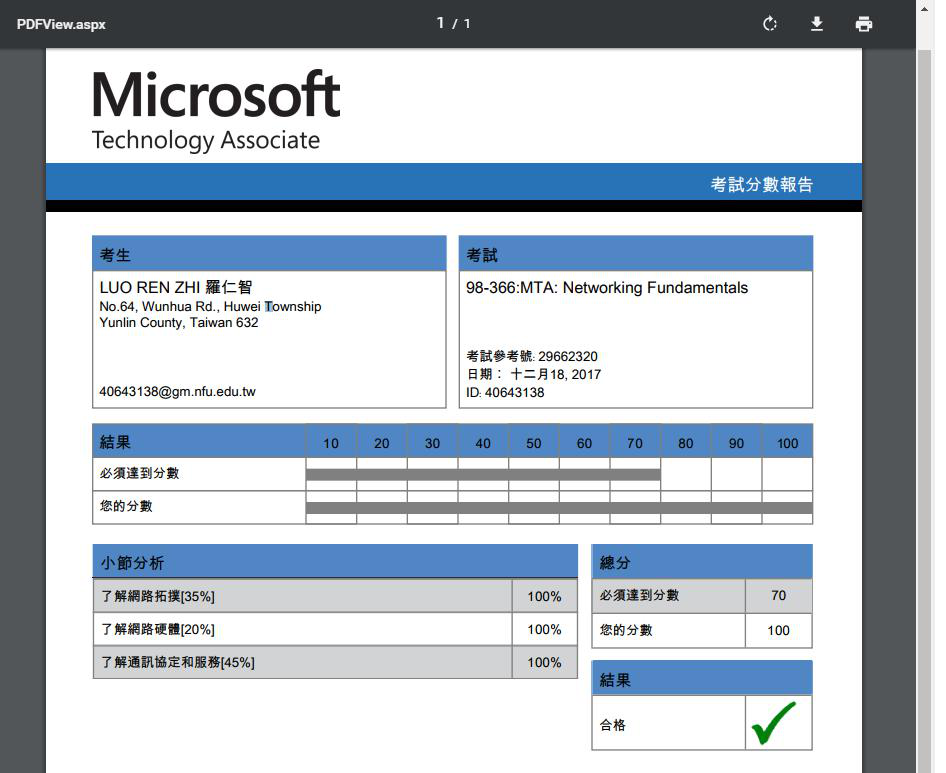 PDFView.aspx
1 / 1
Microsoft
Technology Associate
考試分數報告
考生
LUO REN ZHI 羅仁智
No.64, Wunhua Rd., Huwei Township
Yunlin County, Taiwan 632
40643138@gm.nfu.edu.tw
考試
98-366:MTA: Networking Fundamentals
考試參考號: 29662320
日期： 十二月18, 2017
ID: 40643138
結果 10 20 30 40 50 60 70 80 90 100
必須達到分數
您的分數
小節分析
了解網路拓撲[35%] 100%
了解網路硬體[20%] 100%
了解通訊協定和服務[45%] 100%
總分
必須達到分數 70
您的分數 100
結果
合格